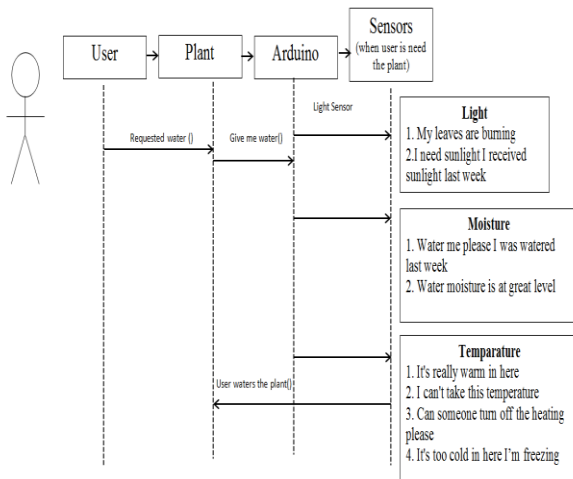 User
Plant
Arduino
Sensors
(when user is need
the plant)
Light Sensor
Requested water ()
Give me water()
Light
1. My leaves are burning
2.I need sunlight I received
sunlight last week
Moisture
1. Water me please I was watered
last week
2. Water moisture is at great level
Temparature
1. It's really warm in here
2. I can't take this temperature
3. Can someone turn off the heating
please
4. It's too cold in here I'm freezing
User waters the plant()